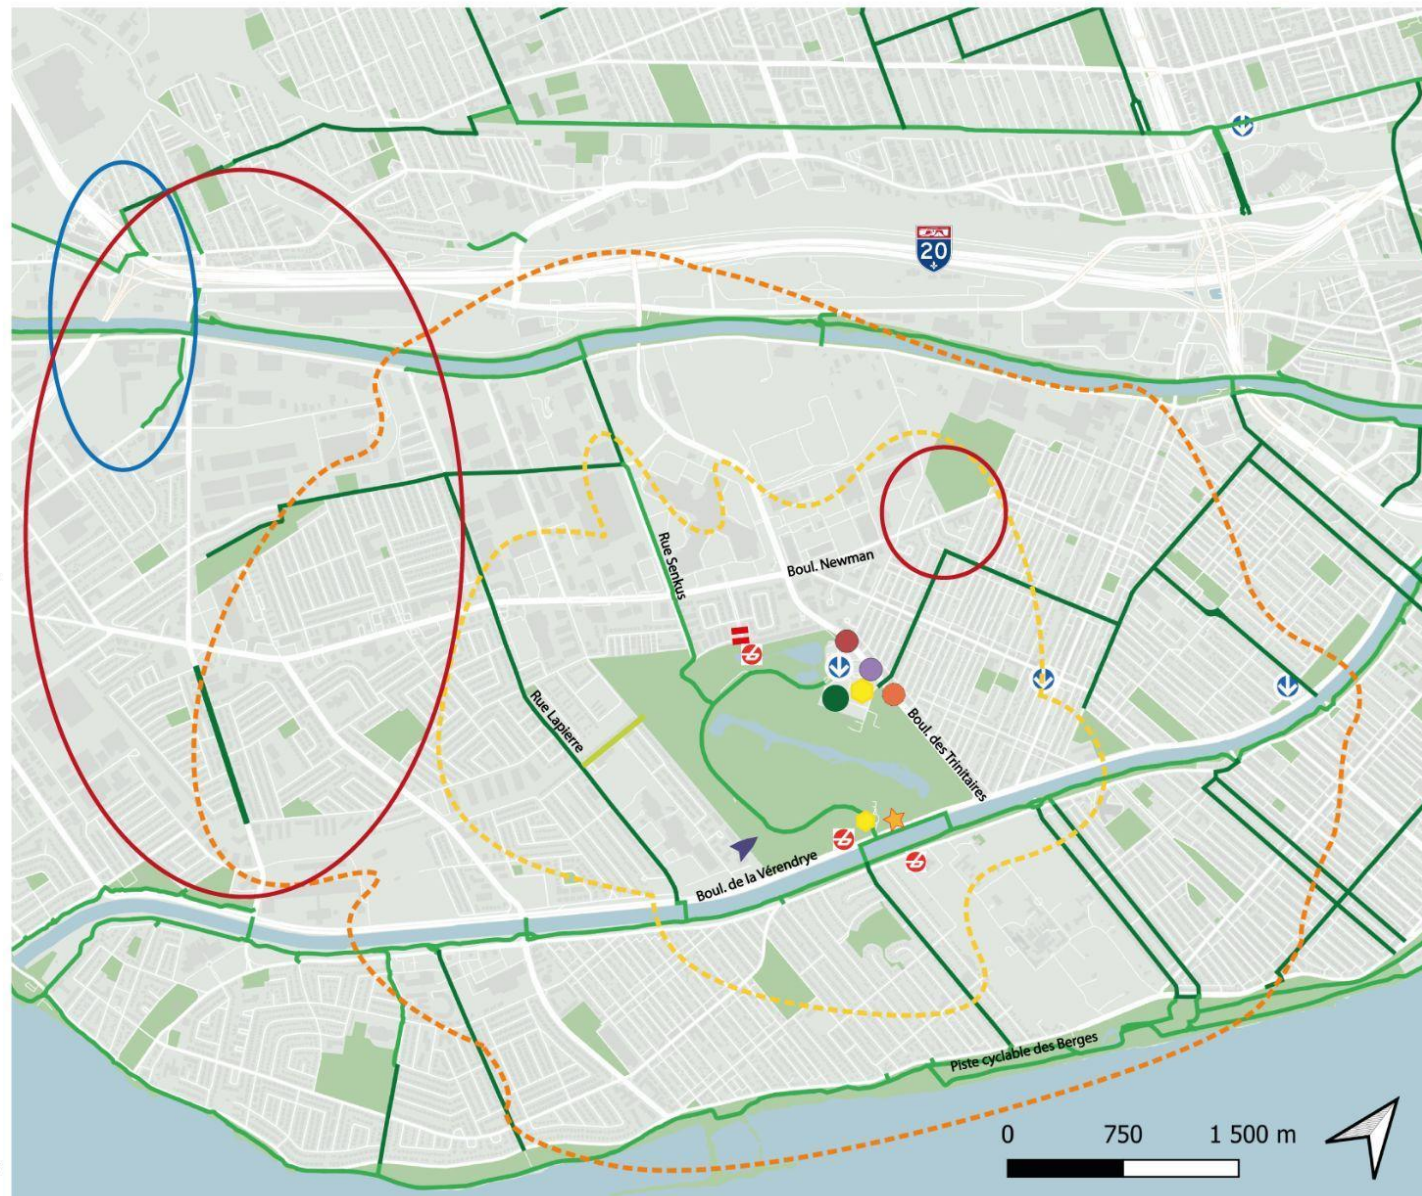 20
Rue Senkus
Boul. Newman
Rue Lapierre
Boul. des Trinitaires
Boul. de la Vérendrye
Piste cyclable des Berges
0 750 1 500 m